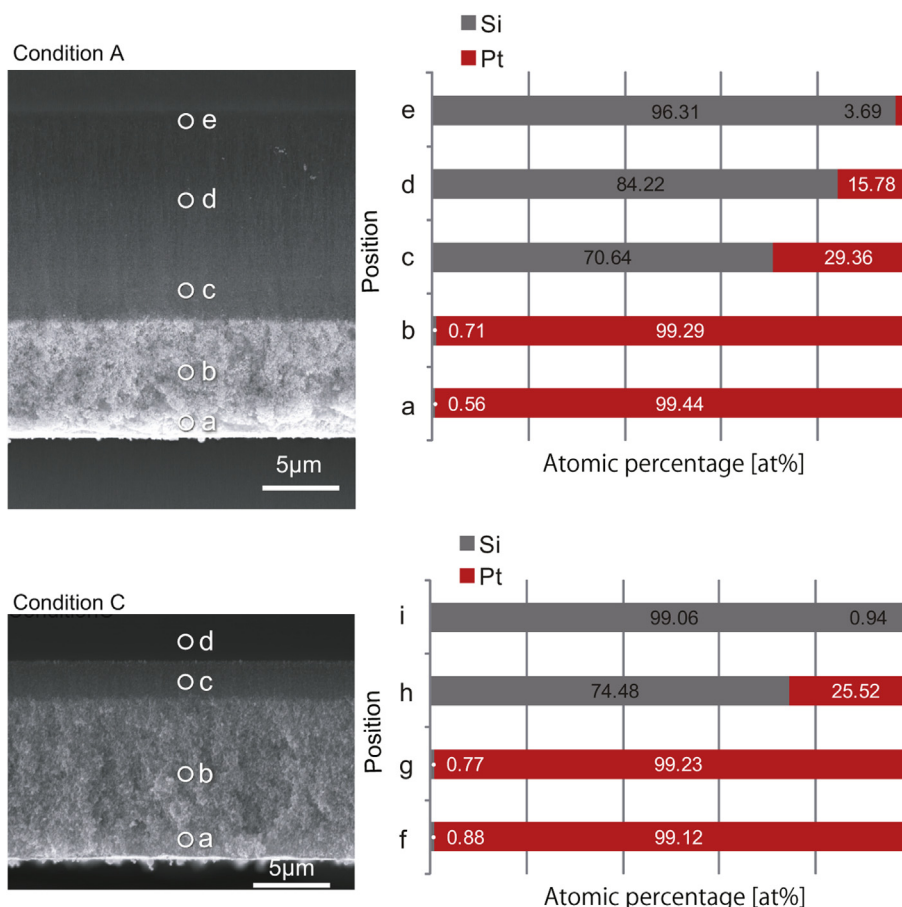 Condition A
e
d
c
b
a
5μm
Si
Pt
Position
e
96.31 3.69
d
84.22 15.78
c
70.64 29.36
b
0.71 99.29
a
0.56 99.44
Atomic percentage [at%]
Condition C
d
c
b
a
5μm
Si
Pt
Position
i
99.06 0.94
h
74.48 25.52
g
0.77 99.23
f
0.88 99.12
Atomic percentage [at%]